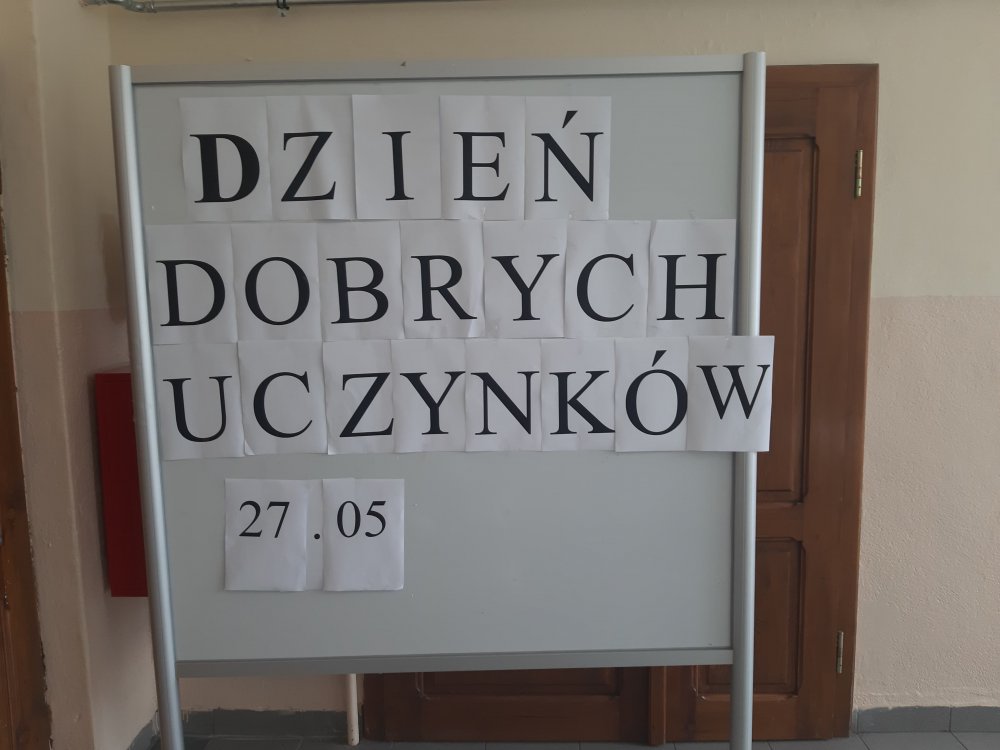 DZIEŃ
DOBRYCH
UCZYNKÓW
27.05